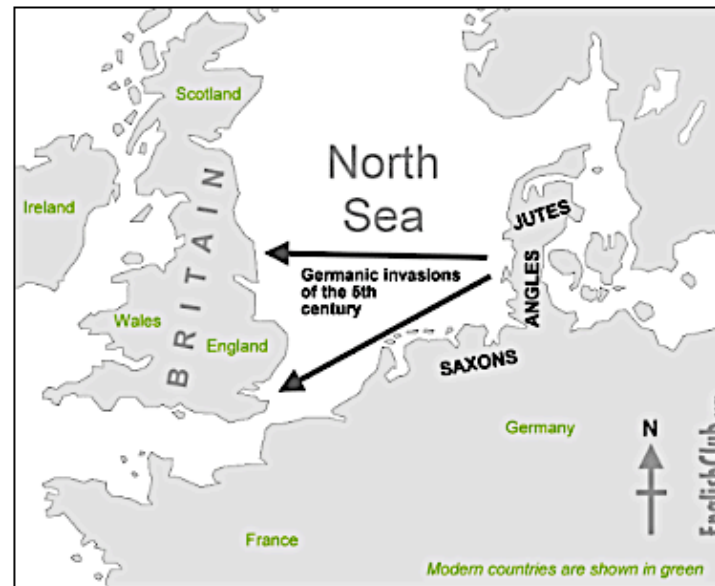 Scotland
North
Sea
Ireland
BRITAIN
JUTES
Germanic invasions
of the 5th
century
ANGLES
Wales
England
SAXONS
Germany
N
EnglishClub
France
Modern countries are shown in green